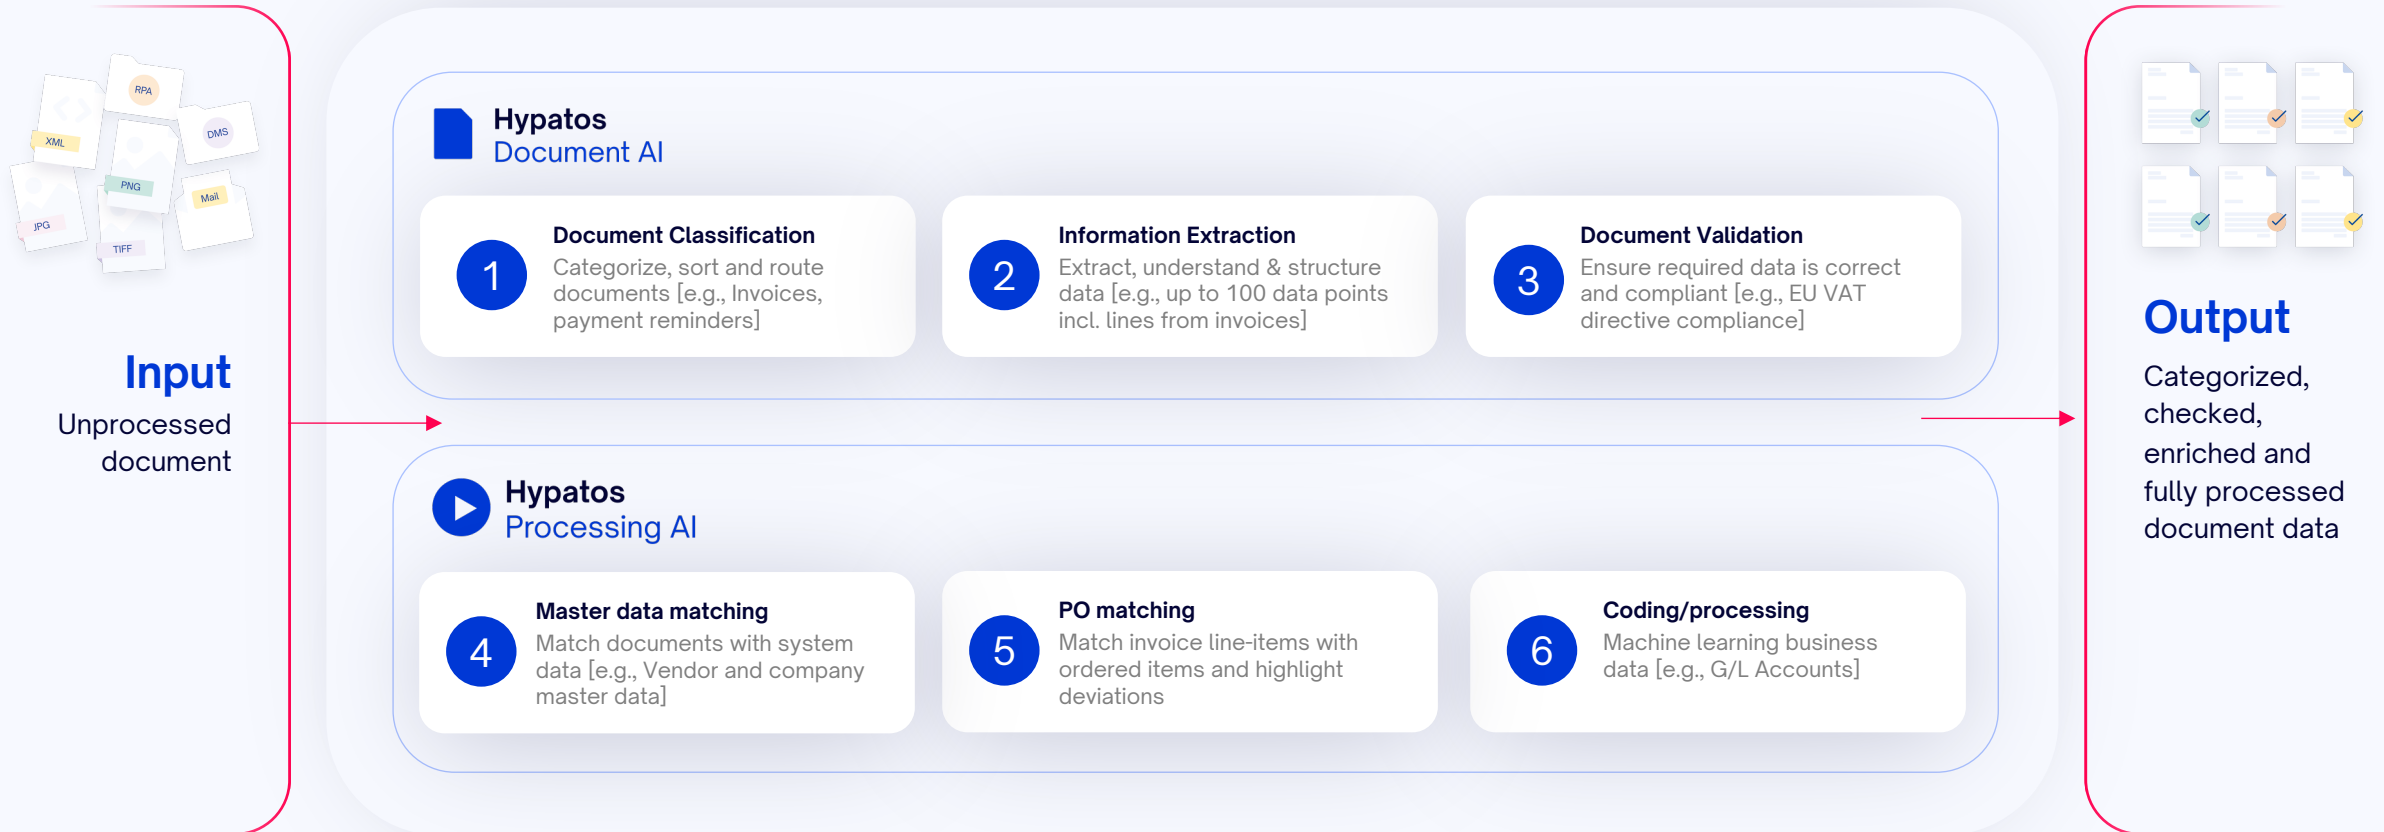 RPA
XML
DMS
PNG
Mail
JPG
TIFF
Input
Unprocessed
document
Hypatos
Document AI
1
Document Classification
Categorize, sort and route
documents [e.g., Invoices,
payment reminders]
2
Information Extraction
Extract, understand & structure
data [e.g., up to 100 data points
incl. lines from invoices]
3
Document Validation
Ensure required data is correct
and compliant [e.g., EU VAT
directive compliance]
Hypatos
Processing AI
4
Master data matching
Match documents with system
data [e.g., Vendor and company
master data]
5
PO matching
Match invoice line-items with
ordered items and highlight
deviations
6
Coding/processing
Machine learning business
data [e.g., G/L Accounts]
Output
Categorized,
checked,
enriched and
fully processed
document data